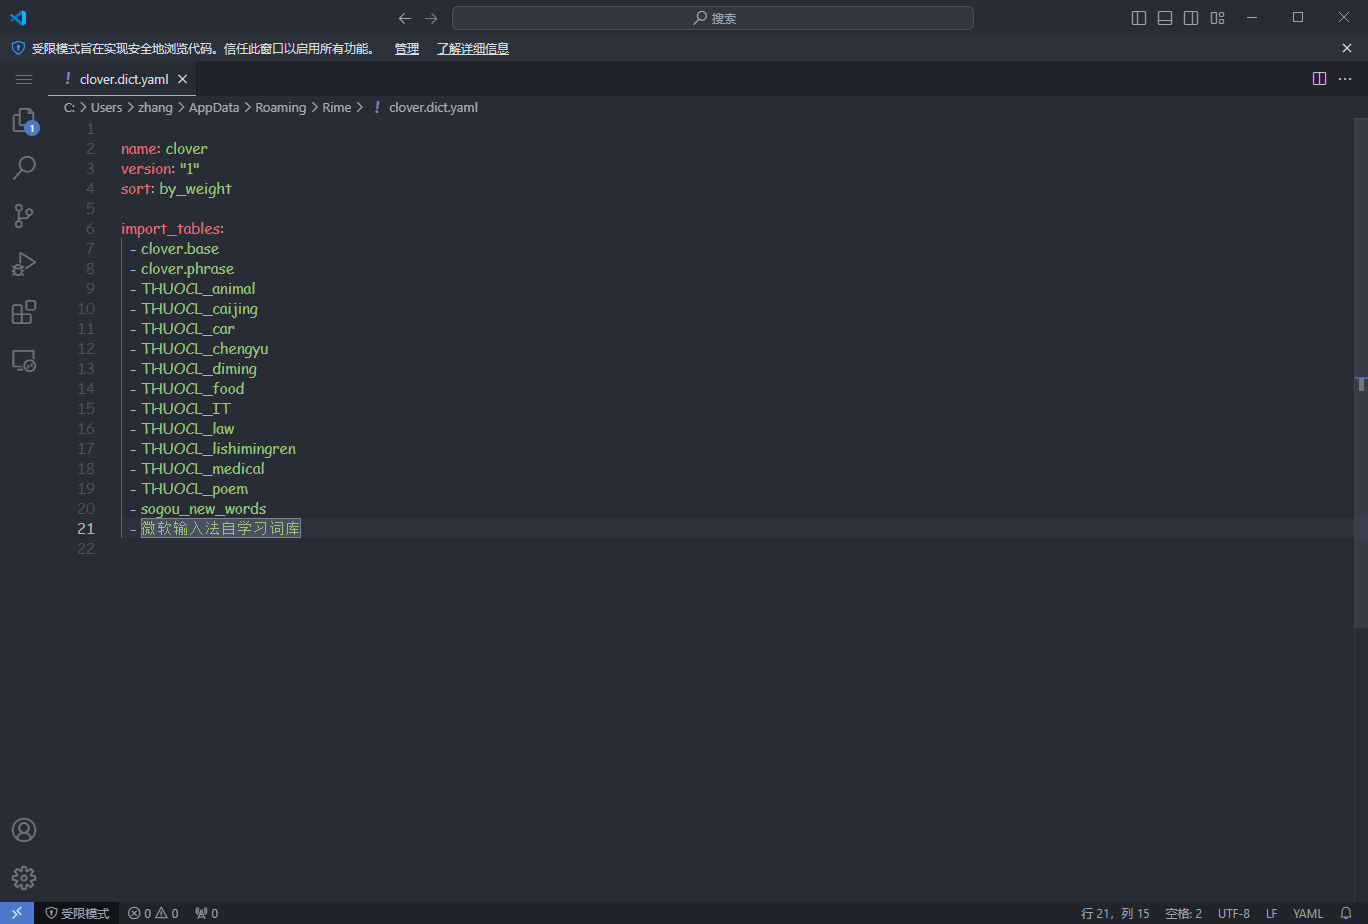 搜索
受限模式旨在实现安全地浏览代码。信任此窗口以启用所有功能。 管理 了解详细信息
! clover.dict.yaml
C: > Users > zhang > AppData > Roaming > Rime > ! clover.dict.yaml
1
1
2 name: clover
3 version: "1"
4 sort: by_weight
5
6 import_tables:
7 - clover.base
8 - clover.phrase
9 - THUOCL_animal
10 - THUOCL_caijing
11 - THUOCL_car
12 - THUOCL_chengyu
13 - THUOCL_diming
14 - THUOCL_food
15 - THUOCL_IT
16 - THUOCL_law
17 - THUOCL_lishimingren
18 - THUOCL_medical
19 - THUOCL_poem
20 - sogou_new_words
21 - 微软输入法自学习词库
22
受限模式 0 0 0 行 21，列 15 空格: 2 UTF-8 LF YAML